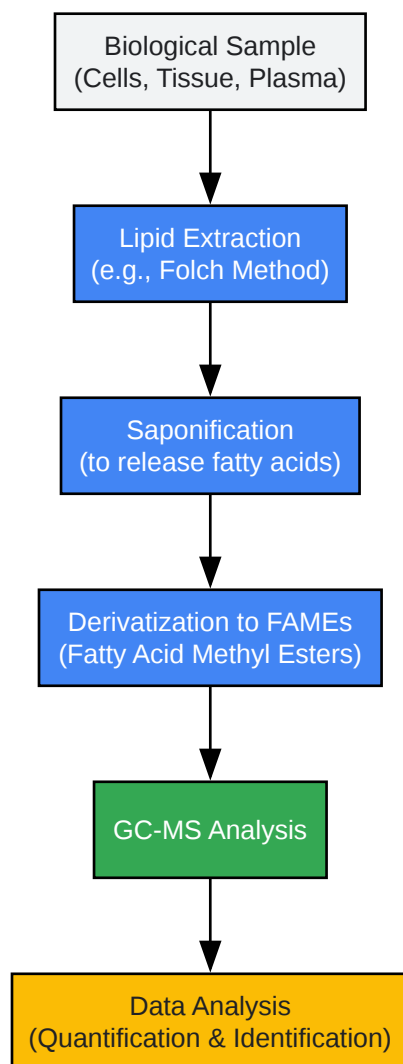 Biological Sample
(Cells, Tissue, Plasma)
Lipid Extraction
(e.g., Folch Method)
Saponification
(to release fatty acids)
Derivatization to FAMEs
(Fatty Acid Methyl Esters)
GC-MS Analysis
Data Analysis
(Quantification & Identification)